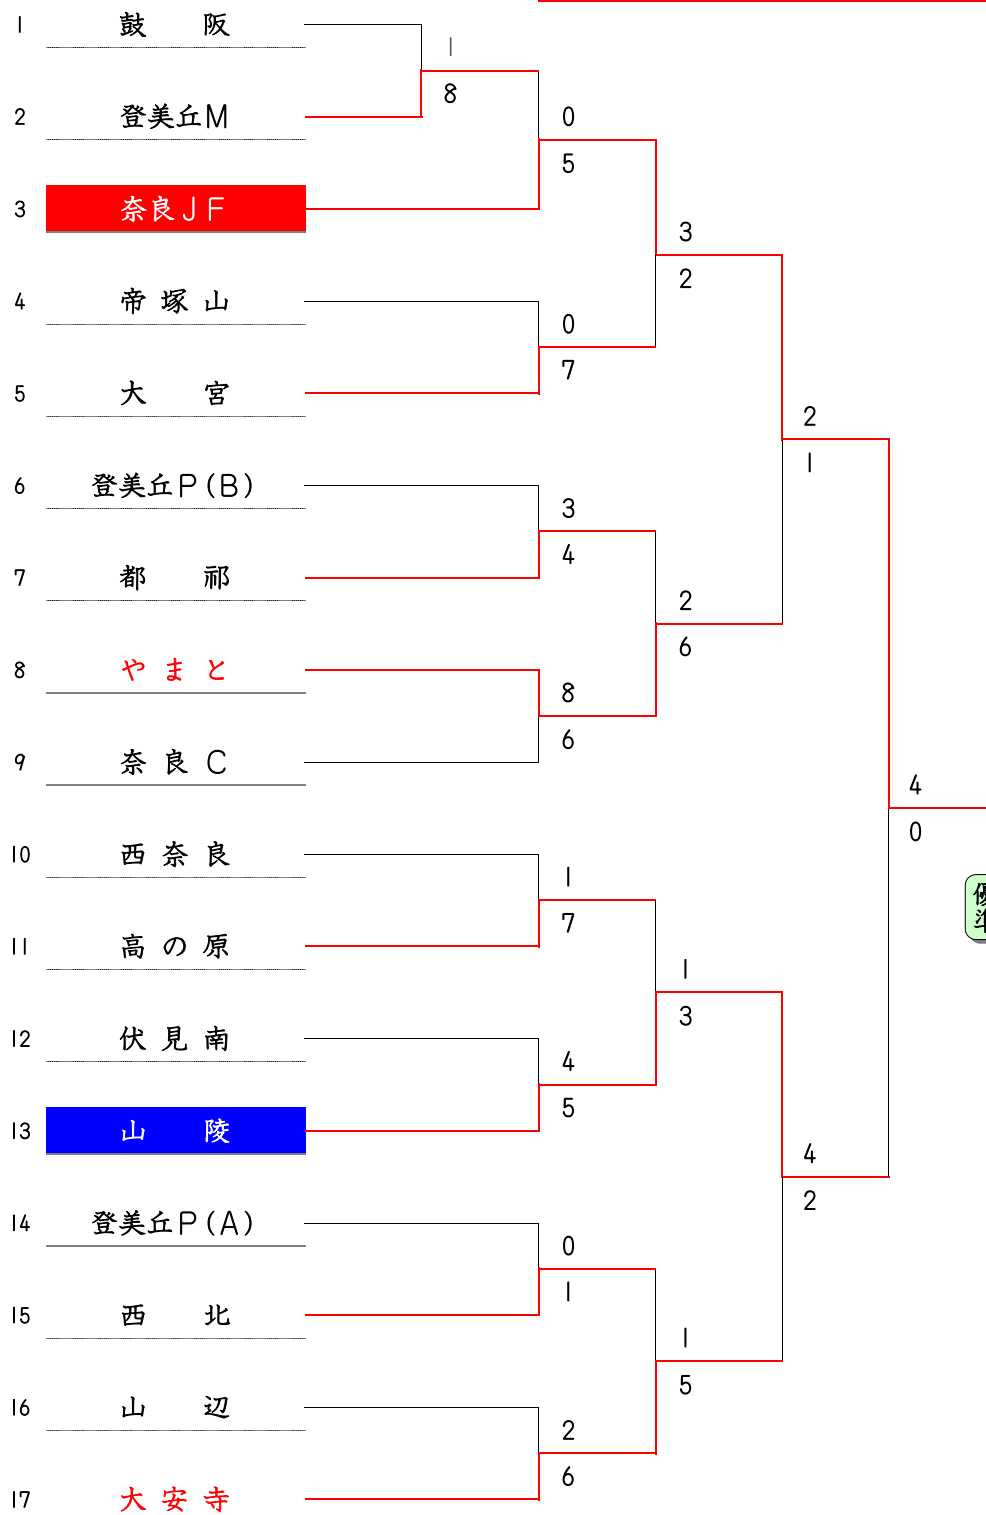 1 鼓 阪
1
8
2 登美丘M
0
5
3 奈良JF
3
2
4 帝塚山
0
7
5 大 宮
2
1
6 登美丘P(B)
3
4
7 都 祁
2
6
8 やまと
8
6
9 奈良C
4
0
10 西奈良
1
7
11 高の原
1
3
12 伏見南
4
5
13 山 陵
4
2
14 登美丘P(A)
0
1
15 西 北
1
5
16 山 辺
2
6
17 大安寺